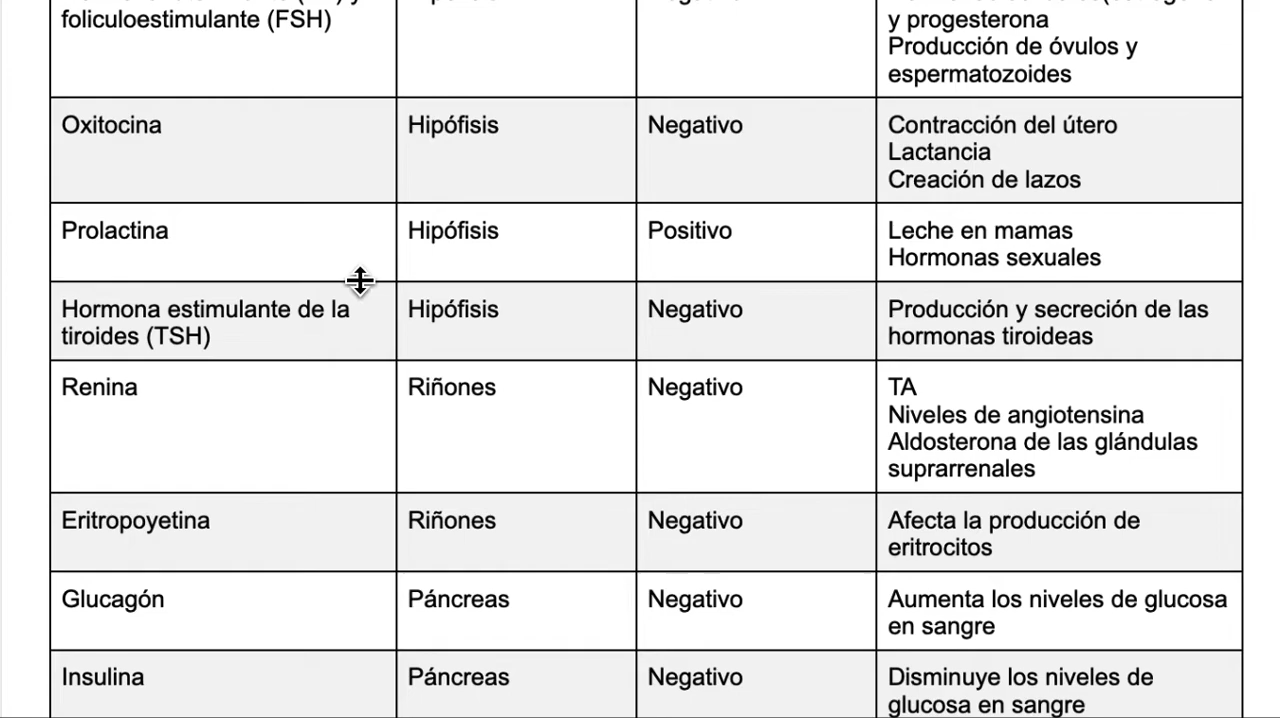 foliculoestimulante (FSH)
y progesterona
Producción de óvulos y
espermatozoides
Oxitocina
Hipófisis
Negativo
Contracción del útero
Lactancia
Creación de lazos
Prolactina
Hipófisis
Positivo
Leche en mamas
Hormonas sexuales
Hormona estimulante de la
tiroides (TSH)
Hipófisis
Negativo
Producción y secreción de las
hormonas tiroideas
Renina
Riñones
Negativo
TA
Niveles de angiotensina
Aldosterona de las glándulas
suprarrenales
Eritropoyetina
Riñones
Negativo
Afecta la producción de
eritrocitos
Glucagón
Páncreas
Negativo
Aumenta los niveles de glucosa
en sangre
Insulina
Páncreas
Negativo
Disminuye los niveles de
glucosa en sangre